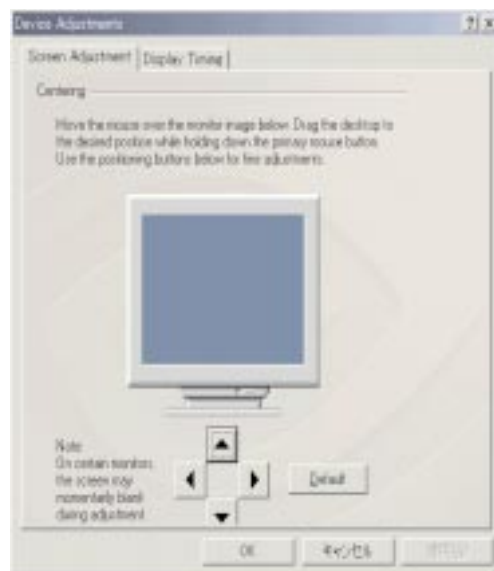 Device Adjustments
Screen Adjustment
Display Timing
Centering
Move the mouse over the monitor image below. Drag the desktop to
the desired position while holding down the primary mouse button.
Use the positioning buttons below for fine adjustments.
Note:
On certain monitors,
the screen may
momentarily blank
during adjustment
Default
OK
キャンセル